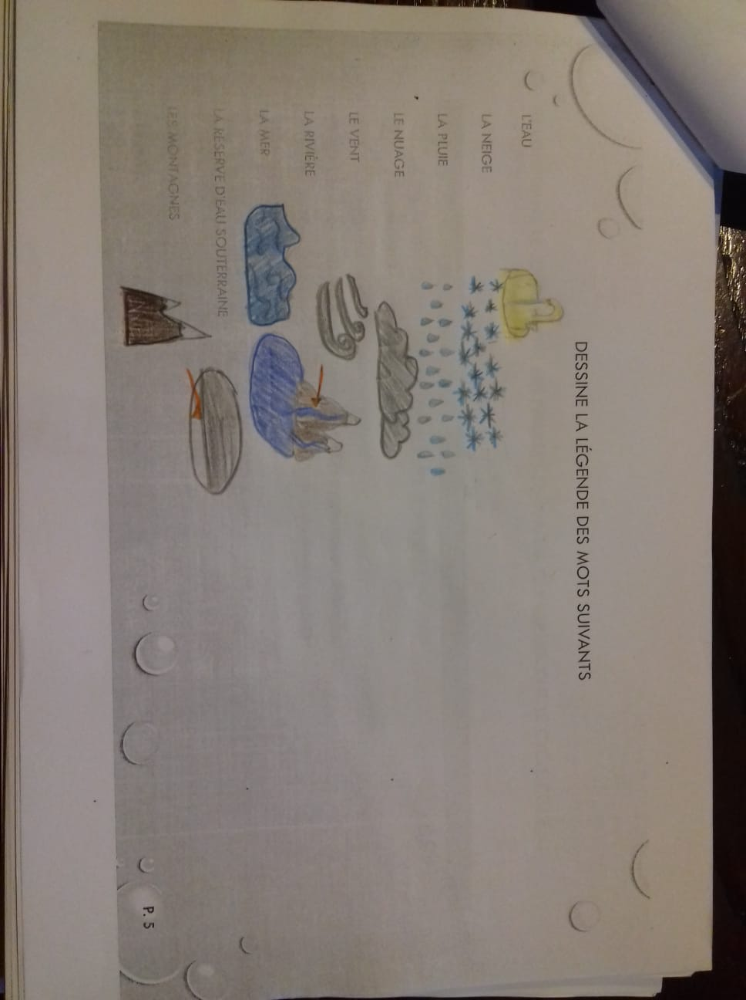 DESSINE LA LÉGENDE DES MOTS SUIVANTS
L'EAU
LA NEIGE
LA PLUIE
LE NUAGE
LE VENT
LA RIVIÈRE
LA MER
LA RÉSERVE D'EAU SOUTERRAINE
LES MONTAGNES
P. 5